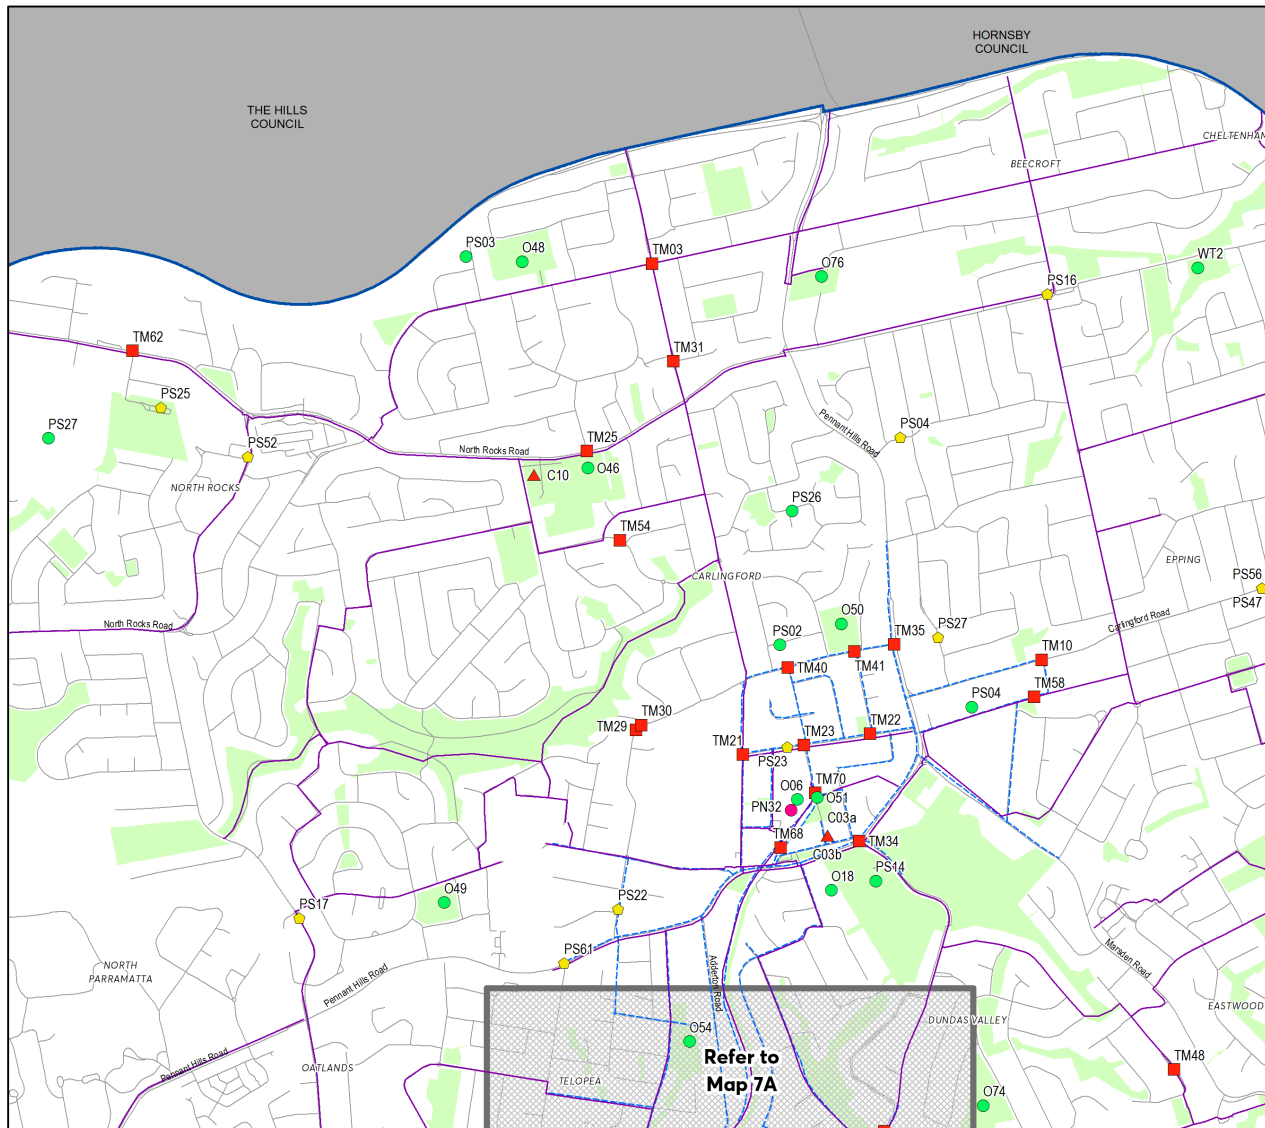 HORNSBY
COUNCIL
THE HILLS
COUNCIL
CHELTENHAM
BEECROFT
PS03
O48
TM03
O76
WT2
PS16
TM62
TM31
PS25
PS27
PS52
Pennant Hills Road
PS04
TM25
North Rocks Road
O46
C10
NORTH ROCKS
PS26
TM54
EPPING
CARLINGFORD
PS56
PS47
O50
Carlingford Road
North Rocks Road
PS02
TM35
PS27
TM40
TM41
TM10
TM58
PS04
TM30
TM29
TM21
TM23
TM22
PS23
TM70
O06
O51
PN32
C03a
TM68
TM34
C03b
PS14
O18
O49
PS17
PS22
PS61
Marsden Road
NORTH
PARRAMATTA
Pennant Hills Road
Adderton Road
EASTWOOD
DUNDAS VALLEY
O54
Refer to
Map 7A
TELOPEA
OATLANDS
Pennant Hills Road
TM48
O74